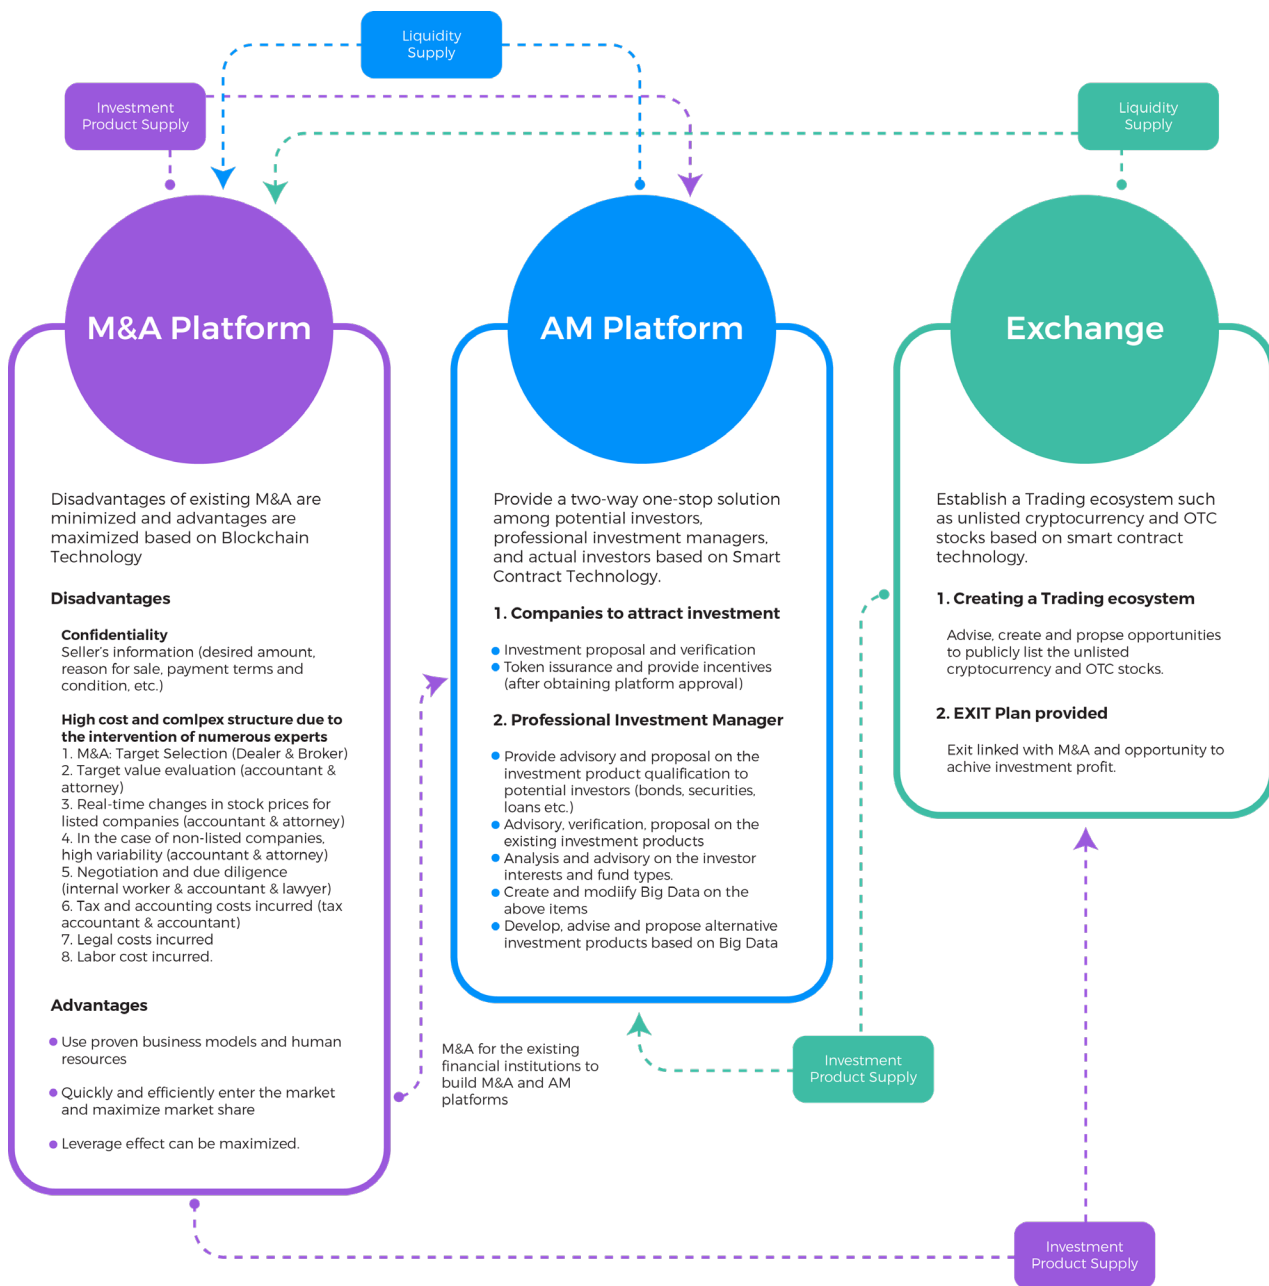 Liquidity
Supply
Investment
Product Supply
Liquidity
Supply
M&A Platform
Disadvantages of existing M&A are
minimized and advantages are
maximized based on Blockchain
Technology
Disadvantages
Confidentiality
Seller's information (desired amount,
reason for sale, payment terms and
condition, etc.)
High cost and comlpex structure due to
the intervention of numerous experts
1. M&A: Target Selection (Dealer & Broker)
2. Target value evaluation (accountant &
attorney)
3. Real-time changes in stock prices for
listed companies (accountant & attorney)
4. In the case of non-listed companies,
high variability (accountant & attorney)
5. Negotiation and due diligence
(internal worker & accountant & lawyer)
6. Tax and accounting costs incurred (tax
accountant & accountant)
7. Legal costs incurred
8. Labor cost incurred.
Advantages
Use proven business models and human
resources
Quickly and efficiently enter the market
and maximize market share
Leverage effect can be maximized.
AM Platform
Provide a two-way one-stop solution
among potential investors,
professional investment managers,
and actual investors based on Smart
Contract Technology.
1. Companies to attract investment
Investment proposal and verification
Token issurance and provide incentives
(after obtaining platform approval)
2. Professional Investment Manager
Provide advisory and proposal on the
investment product qualification to
potential investors (bonds, securities,
loans etc.)
Advisory, verification, proposal on the
existing investment products
Analysis and advisory on the investor
interests and fund types.
Create and modiify Big Data on the
above items
Develop, advise and propose alternative
investment products based on Big Data
Exchange
Establish a Trading ecosystem such
as unlisted cryptocurrency and OTC
stocks based on smart contract
technology.
1. Creating a Trading ecosystem
Advise, create and propse opportunities
to publicly list the unlisted
cryptocurrency and OTC stocks.
2. EXIT Plan provided
Exit linked with M&A and opportunity to
achive investment profit.
M&A for the existing
financial institutions to
build M&A and AM
platforms
Investment
Product Supply
Investment
Product Supply